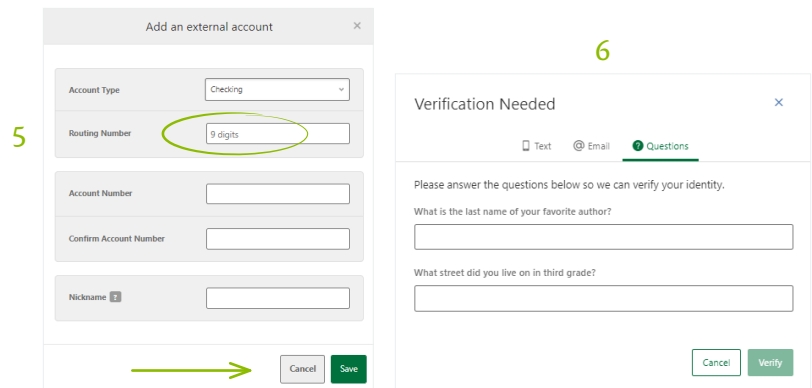 5
Add an external account ×
Account Type Checking
Routing Number 9 digits
Account Number
Confirm Account Number
Nickname ?
Cancel Save
6
Verification Needed ×
Text @ Email ? Questions
Please answer the questions below so we can verify your identity.
What is the last name of your favorite author?
What street did you live on in third grade?
Cancel Verify